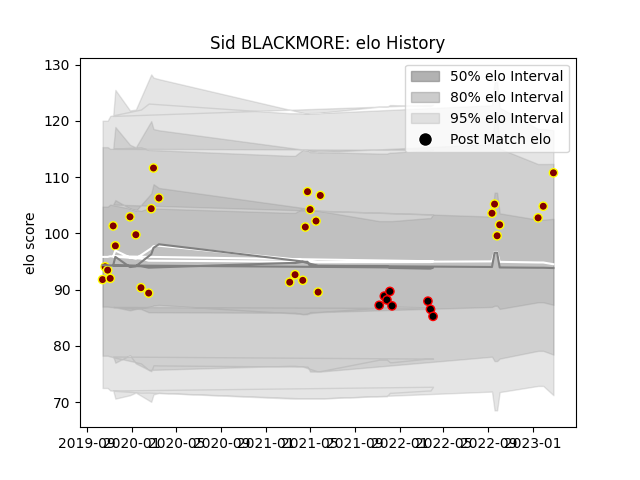 Sid BLACKMORE: elo History
130
120
110
100
90
80
70
elo score
50% elo Interval
80% elo Interval
95% elo Interval
Post Match elo
2019-09 2020-01 2020-05 2020-09 2021-01 2021-05 2021-09 2022-01 2022-05 2022-09 2023-01